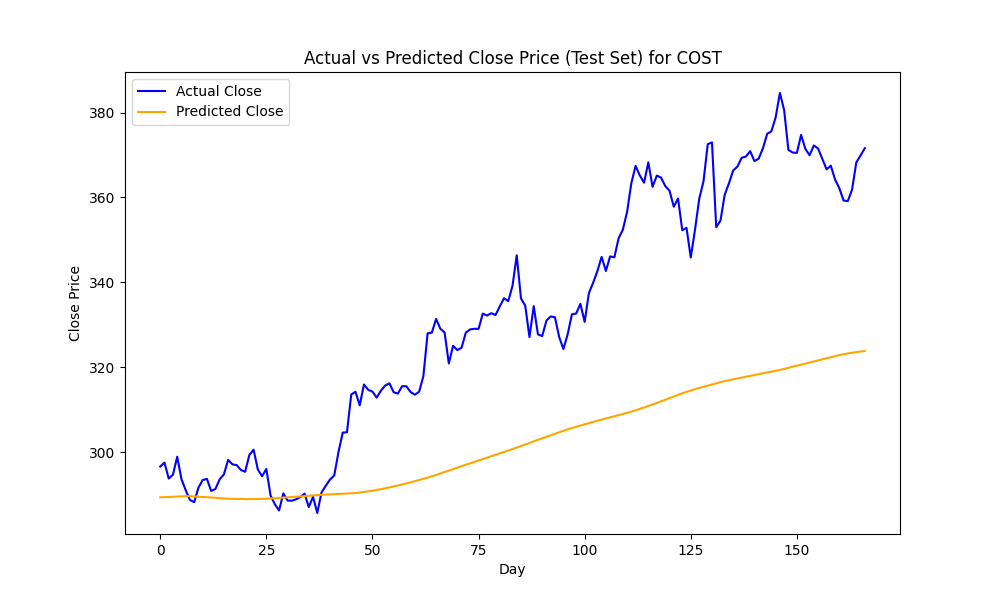 Actual vs Predicted Close Price (Test Set) for COST
Actual Close
Predicted Close
Close Price
380
360
340
320
300
0 25 50 75 100 125 150
Day